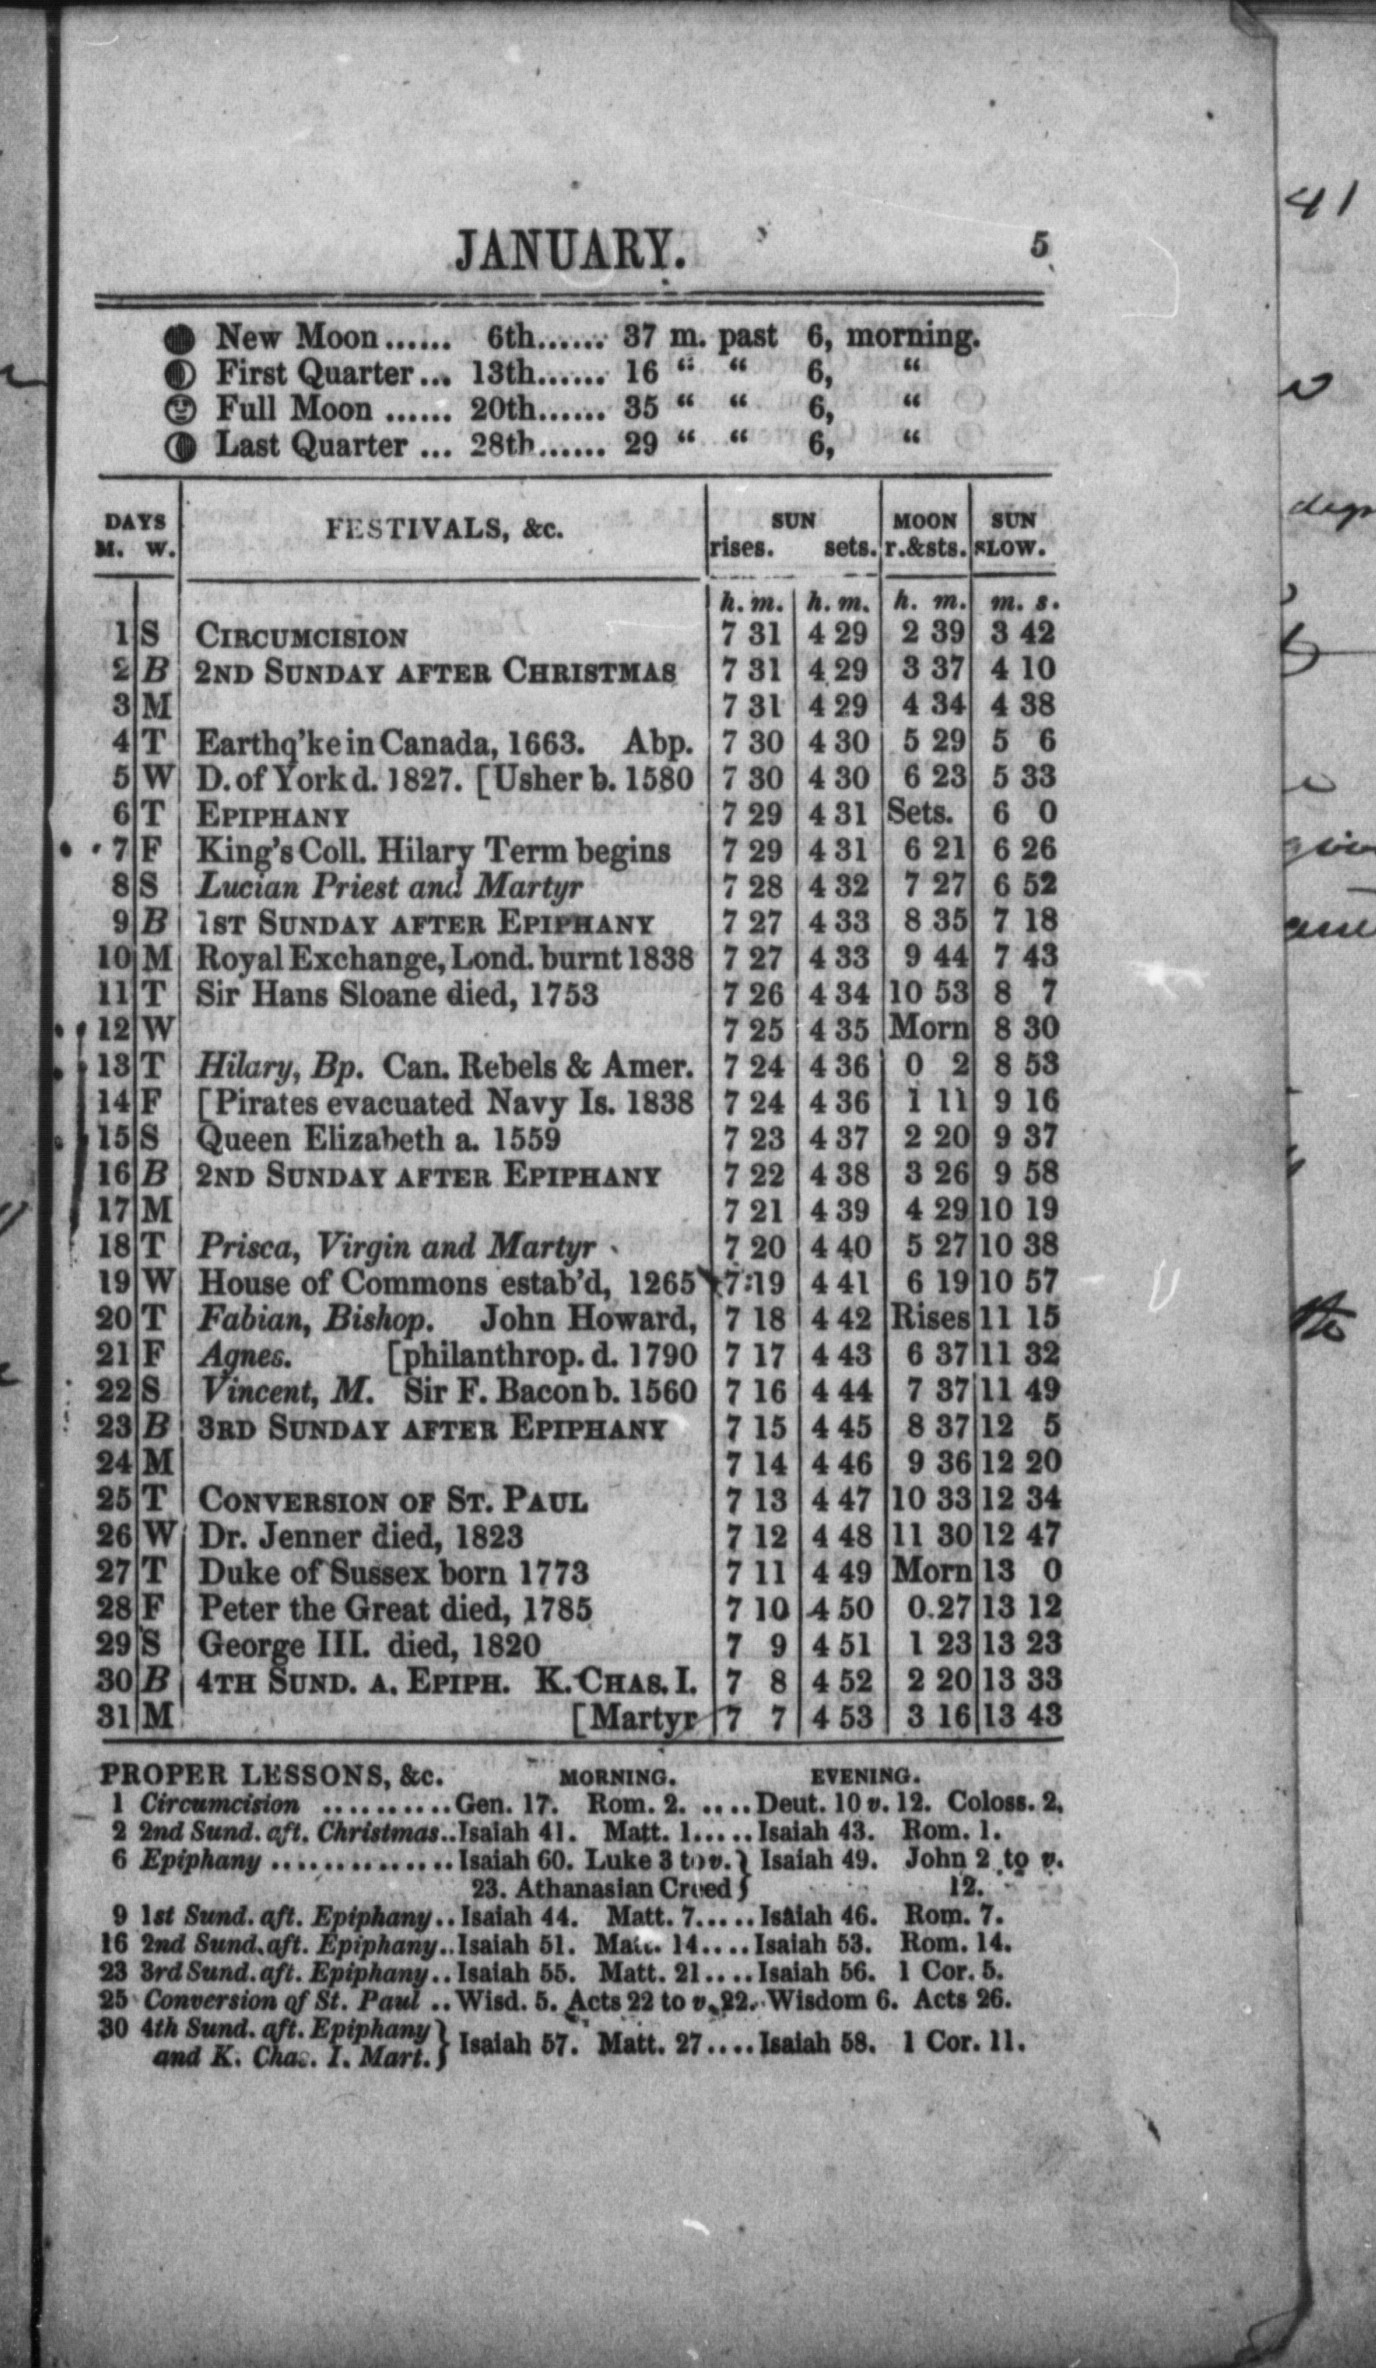 JANUARY. 5
New Moon...... 6th...... 37 m. past 6, morning.
First Quarter... 13th...... 16 “ “ 6, “
Full Moon ...... 20th...... 35 “ “ 6, “
Last Quarter ... 28th...... 29 “ “ 6, “
DAYS FESTIVALS, &c. SUN MOON SUN
M. W. rises. sets. r.&sts. SLOW.
h. m. h. m. h. m. m. s.
1 S CIRCUMCISION 7 31 4 29 2 39 3 42
2 B 2ND SUNDAY AFTER CHRISTMAS 7 31 4 29 3 37 4 10
3 M 7 31 4 29 4 34 4 38
4 T Earthq'ke in Canada, 1663. Abp. 7 30 4 30 5 29 5 6
5 W D. of York d. 1827. [Usher b. 1580 7 30 4 30 6 23 5 33
6 T EPIPHANY 7 29 4 31 Sets. 6 0
7 F King's Coll. Hilary Term begins 7 29 4 31 6 21 6 26
8 S Lucian Priest and Martyr 7 28 4 32 7 27 6 52
9 B 1ST SUNDAY AFTER EPIPHANY 7 27 4 33 8 35 7 18
10 M Royal Exchange, Lond. burnt 1838 7 27 4 33 9 44 7 43
11 T Sir Hans Sloane died, 1753 7 26 4 34 10 53 8 7
12 W 7 25 4 35 Morn 8 30
13 T Hilary, Bp. Can. Rebels & Amer. 7 24 4 36 0 2 8 53
14 F [Pirates evacuated Navy Is. 1838 7 24 4 36 1 11 9 16
15 S Queen Elizabeth a. 1559 7 23 4 37 2 20 9 37
16 B 2ND SUNDAY AFTER EPIPHANY 7 22 4 38 3 26 9 58
17 M 7 21 4 39 4 29 10 19
18 T Prisca, Virgin and Martyr 7 20 4 40 5 27 10 38
19 W House of Commons estab'd, 1265 7 19 4 41 6 19 10 57
20 T Fabian, Bishop. John Howard, 7 18 4 42 Rises 11 15
21 F Agnes. [philanthrop. d. 1790 7 17 4 43 6 37 11 32
22 S Vincent, M. Sir F. Bacon b. 1560 7 16 4 44 7 37 11 49
23 B 3RD SUNDAY AFTER EPIPHANY 7 15 4 45 8 37 12 5
24 M 7 14 4 46 9 36 12 20
25 T CONVERSION OF ST. PAUL 7 13 4 47 10 33 12 34
26 W Dr. Jenner died, 1823 7 12 4 48 11 30 12 47
27 T Duke of Sussex born 1773 7 11 4 49 Morn 13 0
28 F Peter the Great died, 1785 7 10 4 50 0.27 13 12
29 S George III. died, 1820 7 9 4 51 1 23 13 23
30 B 4TH SUND. A. EPIPH. K. CHAS. I. 7 8 4 52 2 20 13 33
31 M [Martyr 7 7 4 53 3 16 13 43
PROPER LESSONS, &c. MORNING. EVENING.
1 Circumcision ..........Gen. 17. Rom. 2. ....Deut. 10 v. 12. Coloss. 2,
2 2nd Sund. aft. Christmas..Isaiah 41. Matt. 1.....Isaiah 43. Rom. 1.
6 Epiphany ..............Isaiah 60. Luke 3 to v.} Isaiah 49. John 2 to v.
23. Athanasian Creed} 12.
9 1st Sund. aft. Epiphany..Isaiah 44. Matt. 7.....Isaiah 46. Rom. 7.
16 2nd Sund. aft. Epiphany..Isaiah 51. Matt. 14....Isaiah 53. Rom. 14.
23 3rd Sund. aft. Epiphany..Isaiah 55. Matt. 21....Isaiah 56. 1 Cor. 5.
25 Conversion of St. Paul ..Wisd. 5. Acts 22 to v. 22. Wisdom 6. Acts 26.
30 4th Sund. aft. Epiphany} Isaiah 57. Matt. 27....Isaiah 58. 1 Cor. 11.
and K. Chas. I. Mart.}
41